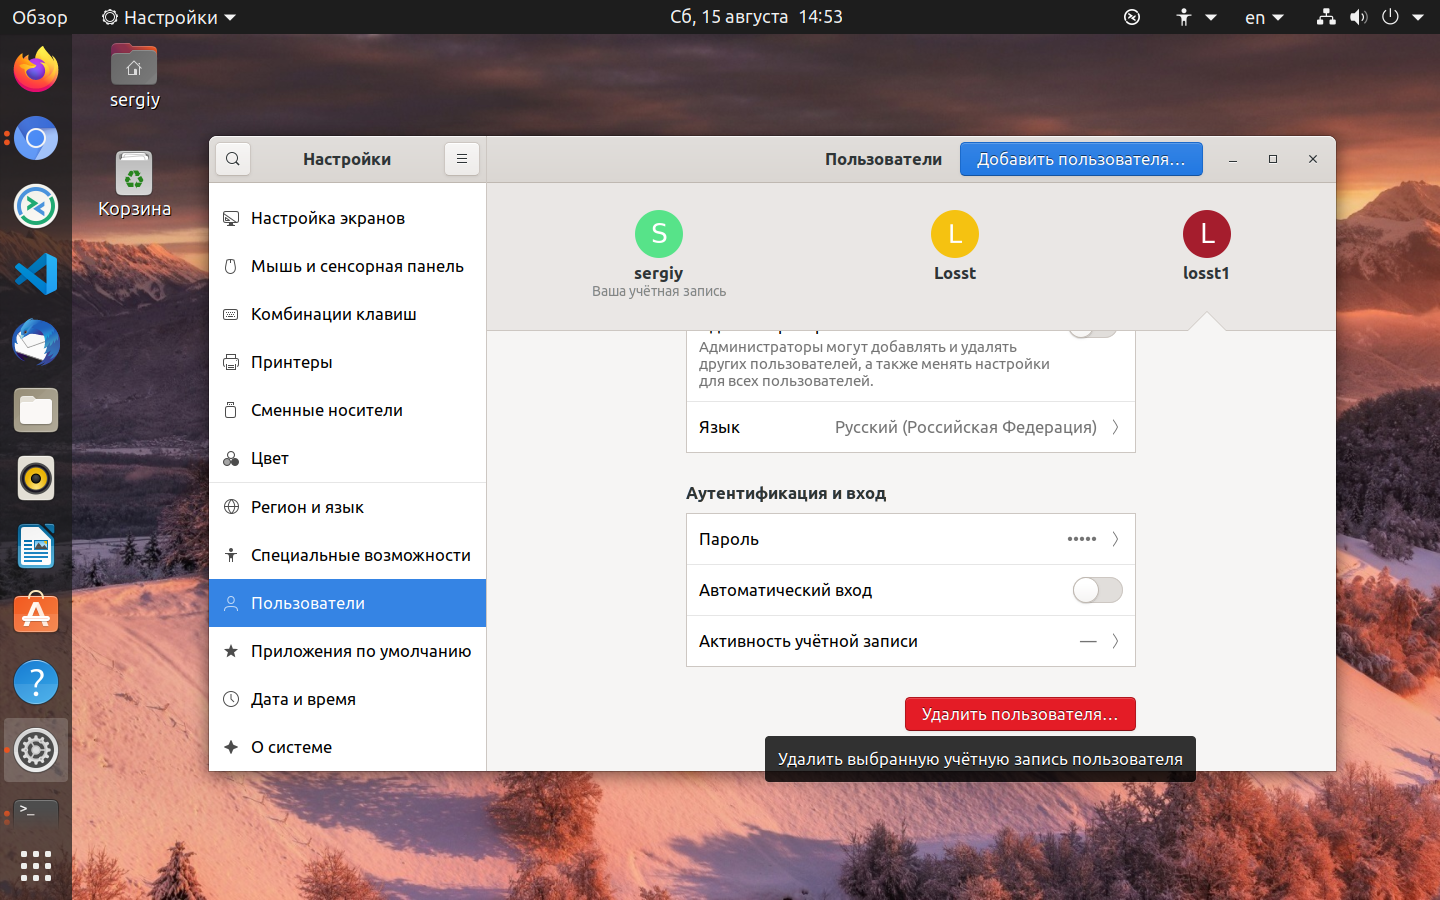 Обзор
Настройки
Сб, 15 августа 14:53
en
sergiy
Корзина
Настройки
Пользователи
Добавить пользователя…
Настройка экранов
Мышь и сенсорная панель
Комбинации клавиш
Принтеры
Сменные носители
Цвет
Регион и язык
Специальные возможности
Пользователи
Приложения по умолчанию
Дата и время
О системе
S
sergiy
Ваша учётная запись
L
Losst
L
losst1
Администраторы могут добавлять и удалять
других пользователей, а также менять настройки
для всех пользователей.
Язык
Русский (Российская Федерация)
Аутентификация и вход
Пароль
•••••
Автоматический вход
Активность учётной записи
—
Удалить пользователя…
Удалить выбранную учётную запись пользователя